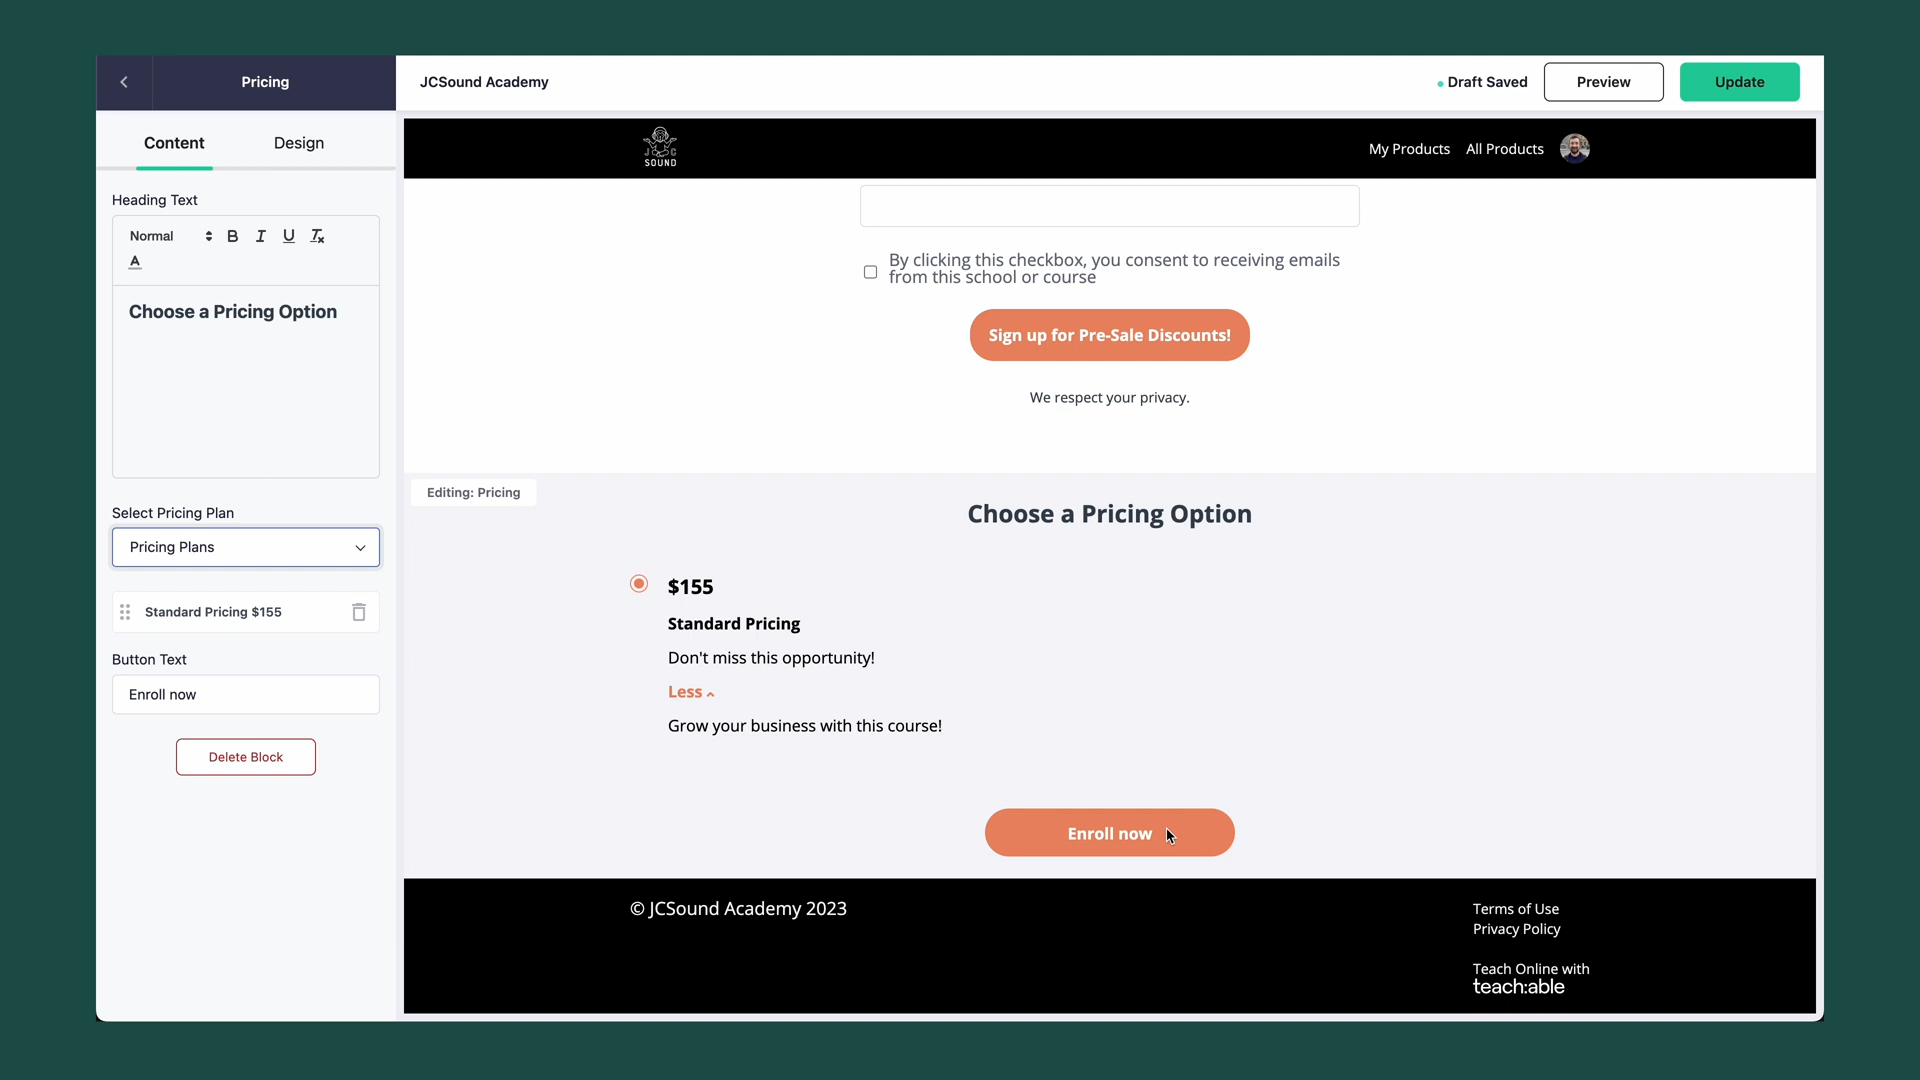 Pricing
JCSound Academy
Draft Saved
Preview
Update
Content
Design
Heading Text
Normal
B I U Tx
A
Choose a Pricing Option
Select Pricing Plan
Pricing Plans
Standard Pricing $155
Button Text
Enroll now
Delete Block
J C
SOUND
My Products
All Products
By clicking this checkbox, you consent to receiving emails
from this school or course
Sign up for Pre-Sale Discounts!
We respect your privacy.
Editing: Pricing
Choose a Pricing Option
$155
Standard Pricing
Don't miss this opportunity!
Less
Grow your business with this course!
Enroll now
© JCSound Academy 2023
Terms of Use
Privacy Policy
Teach Online with
teach:able